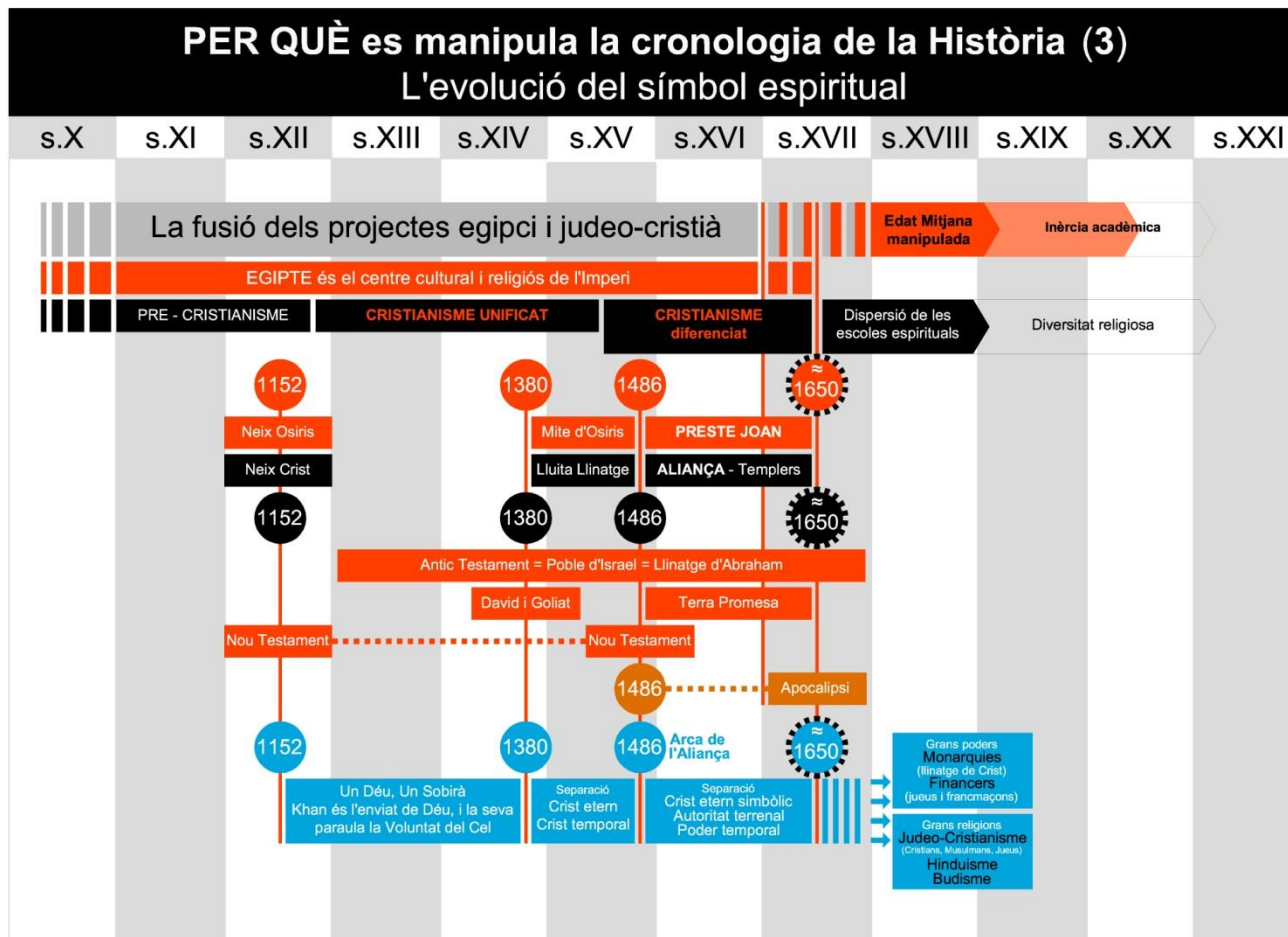 PER QUÈ es manipula la cronologia de la Història (3)
L'evolució del símbol espiritual
s.X s.XI s.XII s.XIII s.XIV s.XV s.XVI s.XVII s.XVIII s.XIX s.XX s.XXI
La fusió dels projectes egipci i judeo-cristià
Edat Mitjana
manipulada
Inèrcia acadèmica
EGIPTE és el centre cultural i religiós de l'Imperi
PRE - CRISTIANISME
CRISTIANISME UNIFICAT
CRISTIANISME
diferenciat
Dispersió de les
escoles espirituals
Diversitat religiosa
1152
1380
1486
≈
1650
Neix Osiris
Mite d'Osiris
PRESTE JOAN
Neix Crist
Lluita Llinatge
ALIANÇA - Templers
1152
1380
1486
≈
1650
Antic Testament = Poble d'Israel = Llinatge d'Abraham
David i Goliat
Terra Promesa
Nou Testament
Nou Testament
1486
Apocalipsi
1152
1380
1486
Arca de
l'Aliança
≈
1650
Un Déu, Un Sobirà
Khan és l'enviat de Déu, i la seva
paraula la Voluntat del Cel
Separació
Crist etern
Crist temporal
Separació
Crist etern simbòlic
Autoritat terrenal
Poder temporal
Grans poders
Monarquies
(llinatge de Crist)
Financers
(jueus i francmaçons)
Grans religions
Judeo-Cristianisme
(Cristians, Musulmans, Jueus)
Hinduisme
Budisme